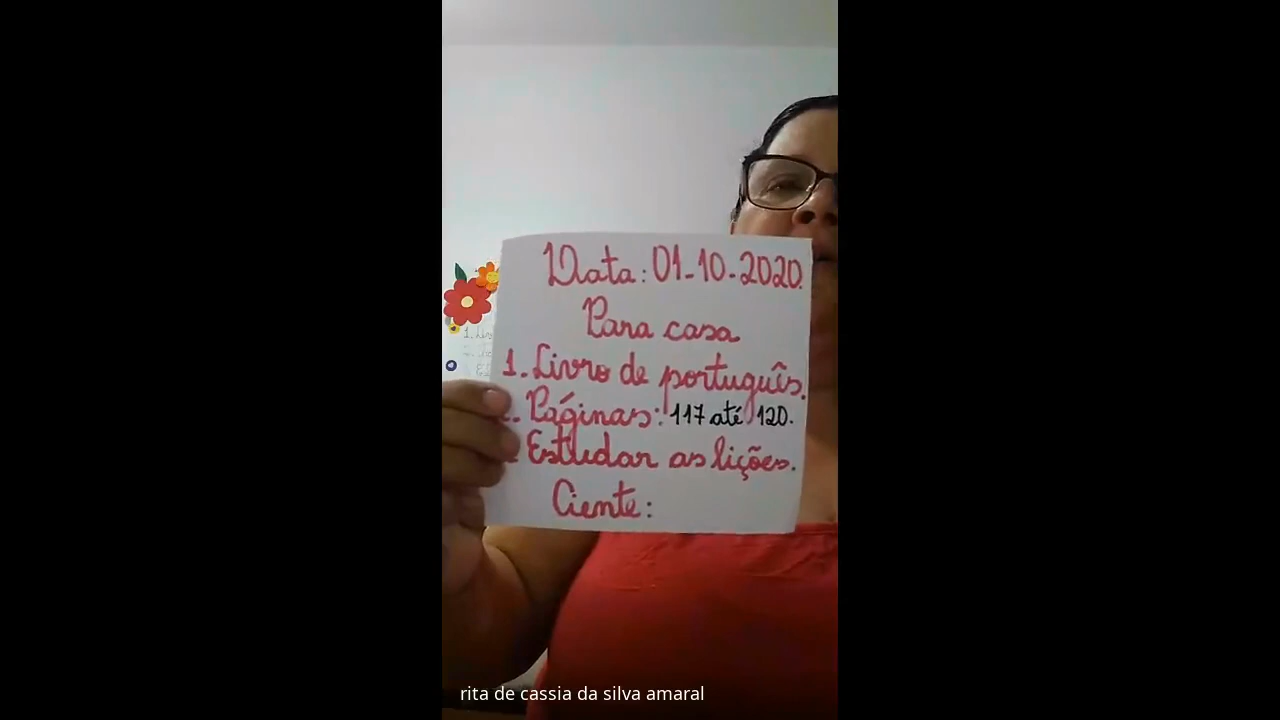 Data: 01-10-2020.
Para casa
1. Livro de português.
Páginas: 117 até 120.
Estudar as lições.
Ciente:
rita de cassia da silva amaral